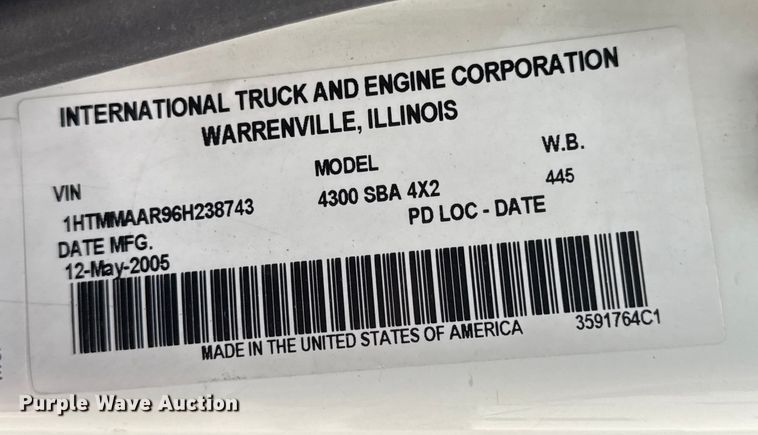 INTERNATIONAL TRUCK AND ENGINE CORPORATION
WARRENVILLE, ILLINOIS
VIN MODEL W.B.
1HTMMAAR96H238743 4300 SBA 4X2 445
DATE MFG. PD LOC - DATE
12-May-2005
MADE IN THE UNITED STATES OF AMERICA 3591764C1
Purple Wave Auction